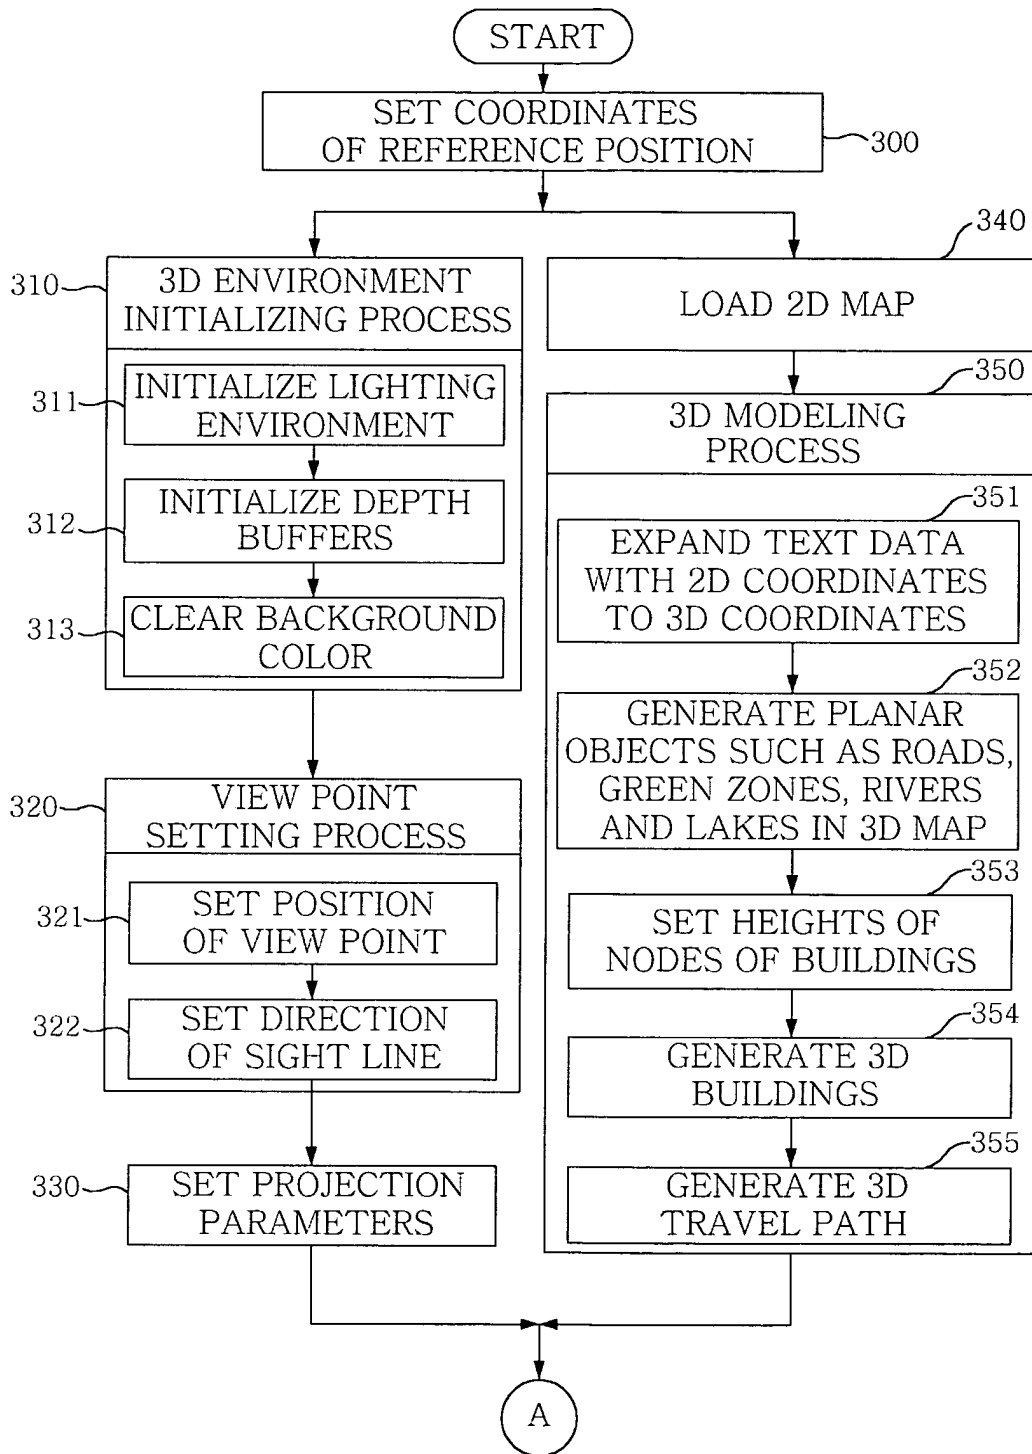 START
SET COORDINATES
OF REFERENCE POSITION
300
310
3D ENVIRONMENT
INITIALIZING PROCESS
311
INITIALIZE LIGHTING
ENVIRONMENT
312
INITIALIZE DEPTH
BUFFERS
313
CLEAR BACKGROUND
COLOR
320
VIEW POINT
SETTING PROCESS
321
SET POSITION
OF VIEW POINT
322
SET DIRECTION
OF SIGHT LINE
330
SET PROJECTION
PARAMETERS
340
LOAD 2D MAP
350
3D MODELING
PROCESS
351
EXPAND TEXT DATA
WITH 2D COORDINATES
TO 3D COORDINATES
352
GENERATE PLANAR
OBJECTS SUCH AS ROADS,
GREEN ZONES, RIVERS
AND LAKES IN 3D MAP
353
SET HEIGHTS OF
NODES OF BUILDINGS
354
GENERATE 3D
BUILDINGS
355
GENERATE 3D
TRAVEL PATH
A